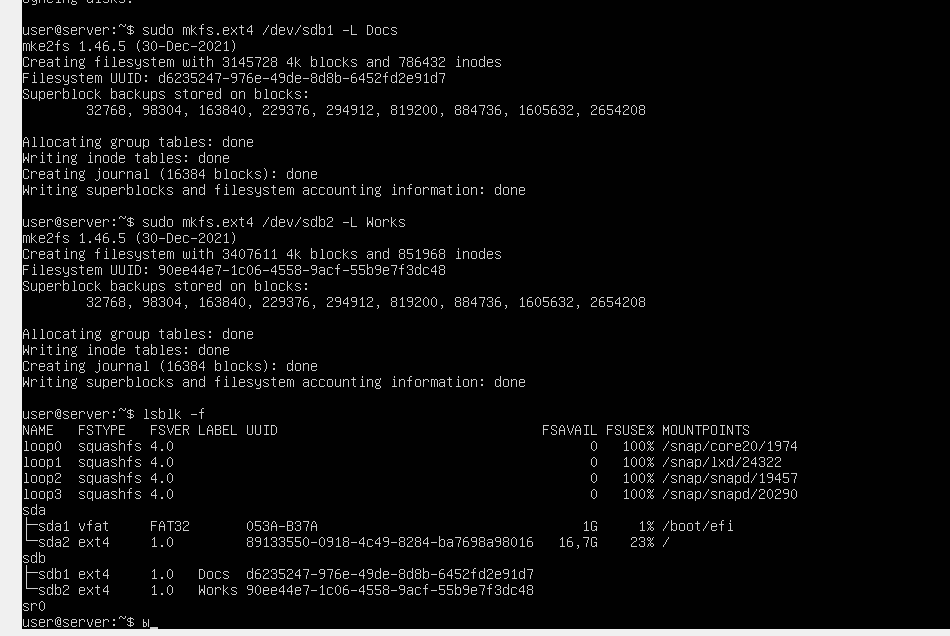 syncing disks.
user@server:~$ sudo mkfs.ext4 /dev/sdb1 -L Docs
mke2fs 1.46.5 (30-Dec-2021)
Creating filesystem with 3145728 4k blocks and 786432 inodes
Filesystem UUID: d6235247-976e-49de-8d8b-6452fd2e91d7
Superblock backups stored on blocks:
        32768, 98304, 163840, 229376, 294912, 819200, 884736, 1605632, 2654208
Allocating group tables: done
Writing inode tables: done
Creating journal (16384 blocks): done
Writing superblocks and filesystem accounting information: done
user@server:~$ sudo mkfs.ext4 /dev/sdb2 -L Works
mke2fs 1.46.5 (30-Dec-2021)
Creating filesystem with 3407611 4k blocks and 851968 inodes
Filesystem UUID: 90ee44e7-1c06-4558-9acf-55b9e7f3dc48
Superblock backups stored on blocks:
        32768, 98304, 163840, 229376, 294912, 819200, 884736, 1605632, 2654208
Allocating group tables: done
Writing inode tables: done
Creating journal (16384 blocks): done
Writing superblocks and filesystem accounting information: done
user@server:~$ lsblk -f
NAME   FSTYPE   FSVER LABEL UUID                                 FSAVAIL FSUSE% MOUNTPOINTS
loop0  squashfs 4.0                                                    0   100% /snap/core20/1974
loop1  squashfs 4.0                                                    0   100% /snap/lxd/24322
loop2  squashfs 4.0                                                    0   100% /snap/snapd/19457
loop3  squashfs 4.0                                                    0   100% /snap/snapd/20290
sda
├─sda1 vfat     FAT32       053A-B37A                                 1G     1% /boot/efi
└─sda2 ext4     1.0         89133550-0918-4c49-8284-ba7698a98016   16,7G    23% /
sdb
├─sdb1 ext4     1.0   Docs  d6235247-976e-49de-8d8b-6452fd2e91d7
└─sdb2 ext4     1.0   Works 90ee44e7-1c06-4558-9acf-55b9e7f3dc48
sr0
user@server:~$ ы_